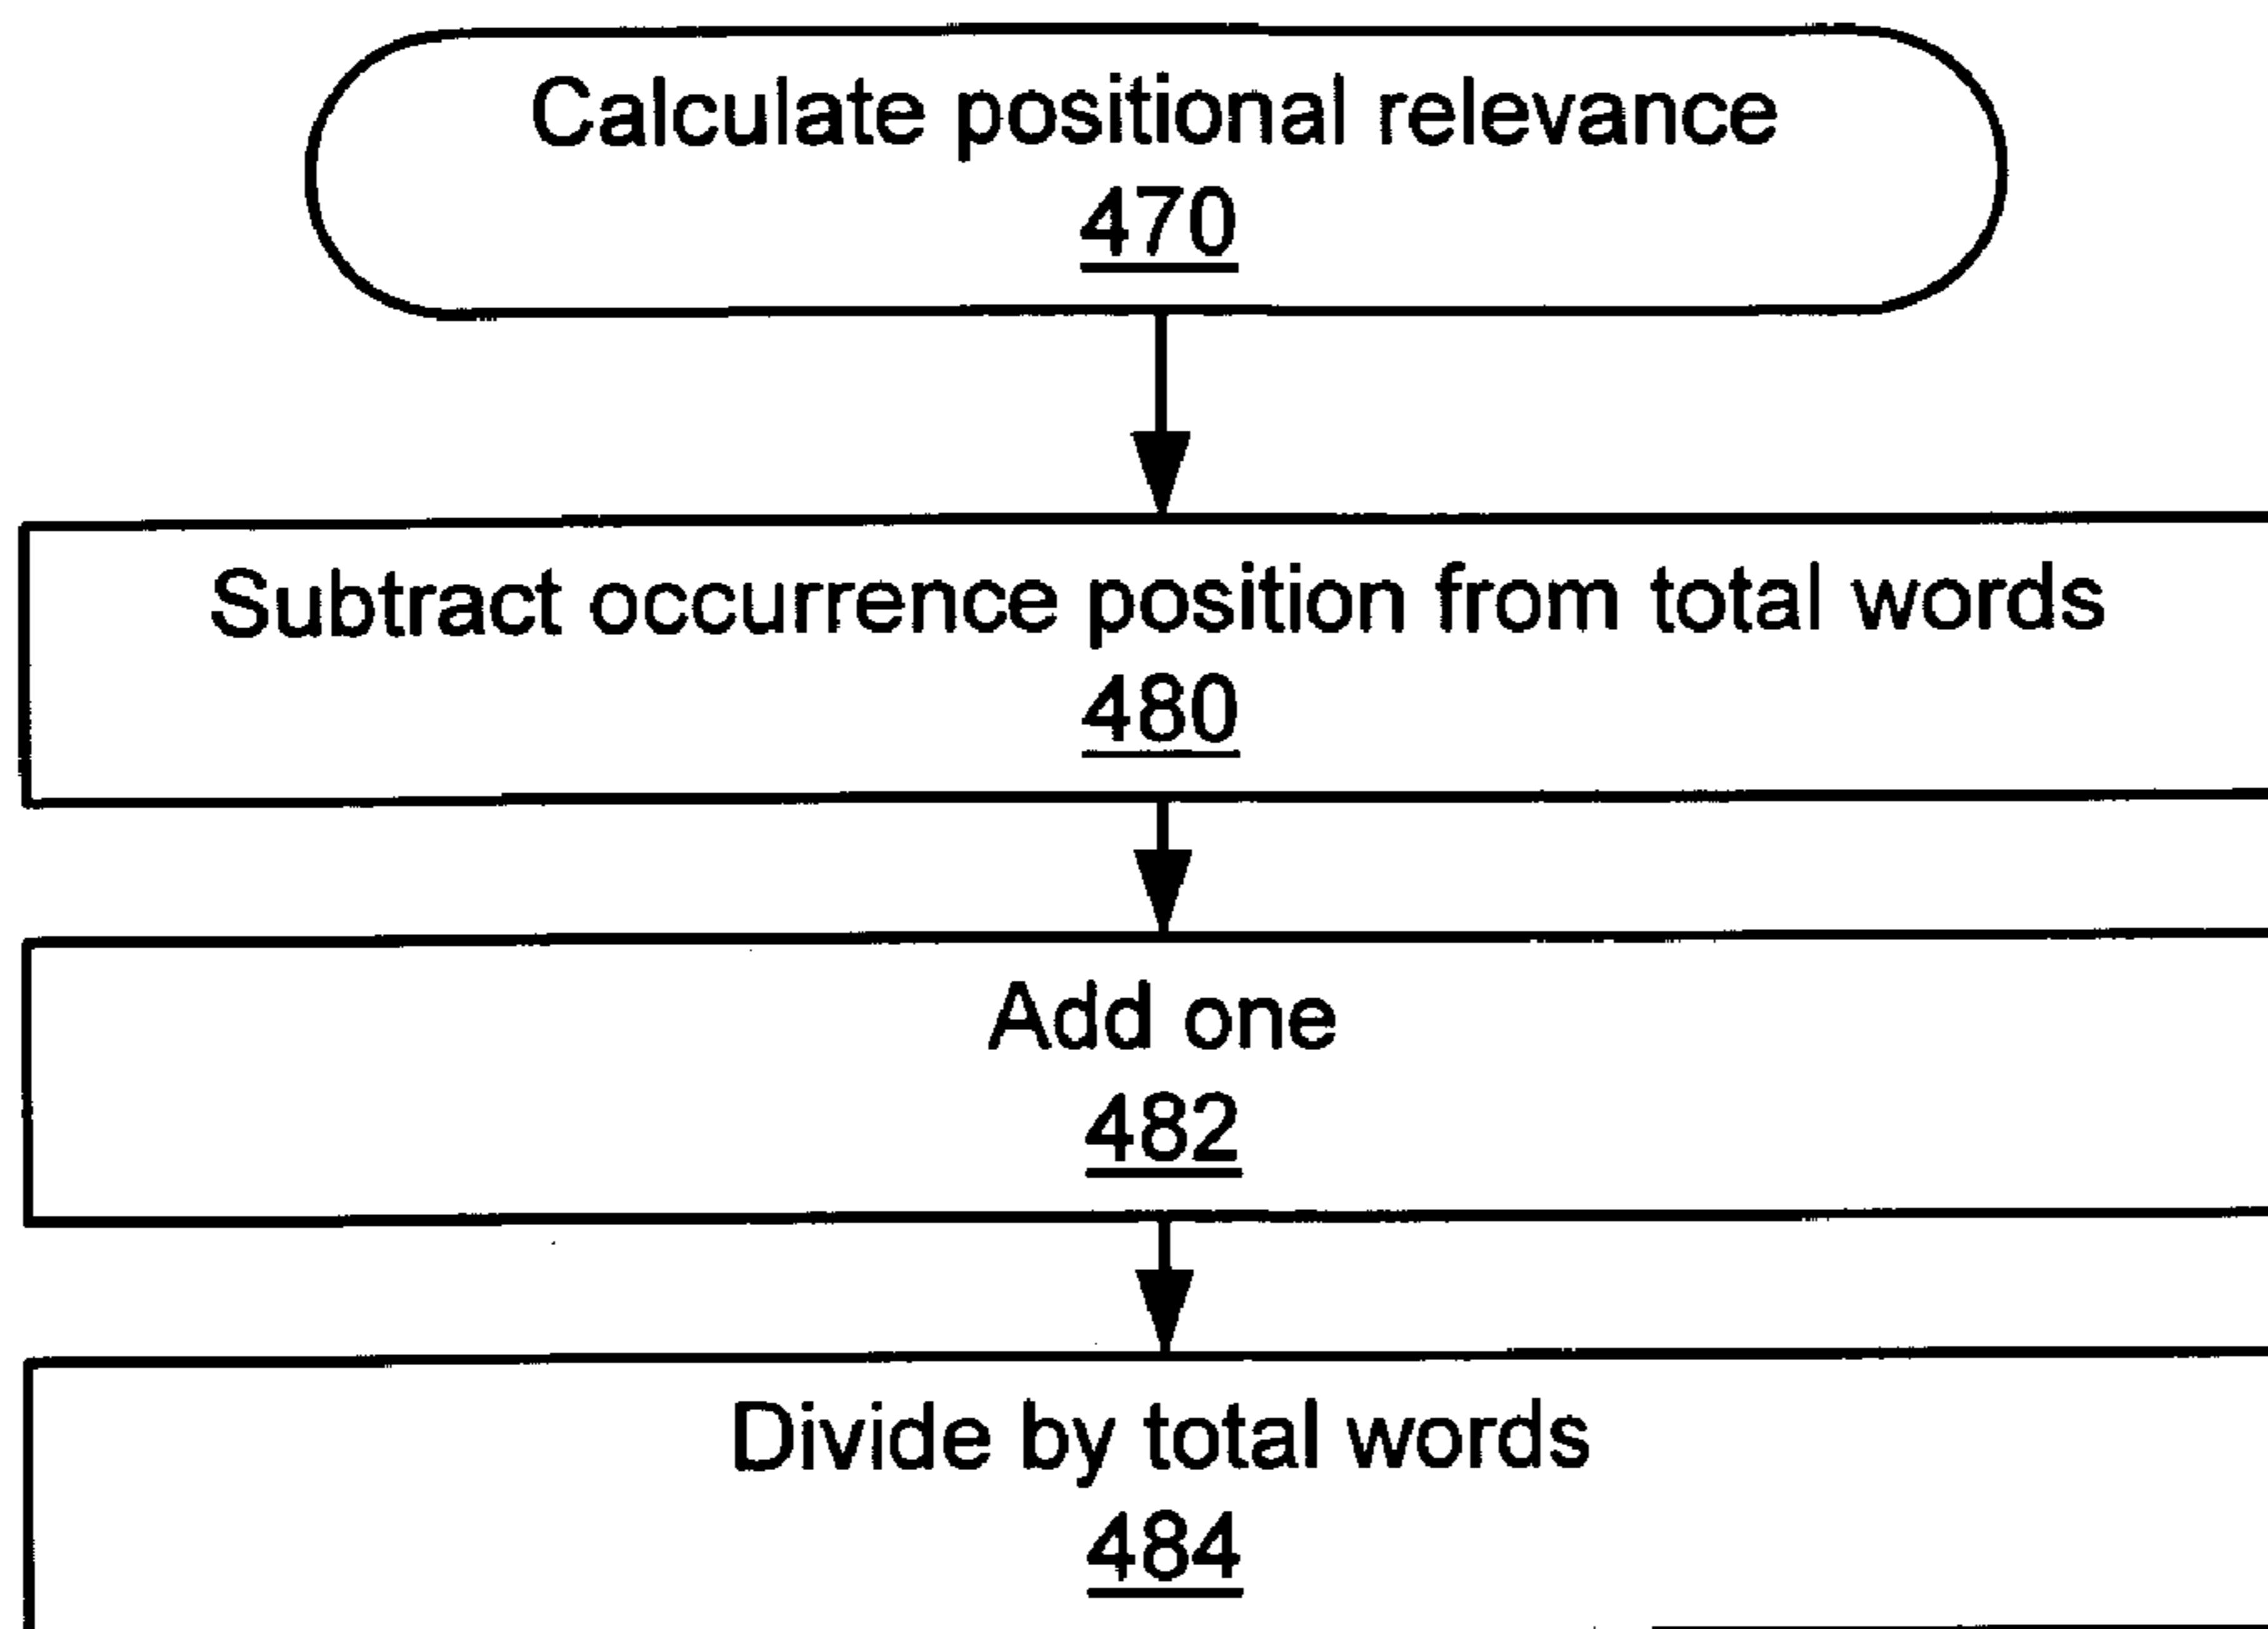 Calculate positional relevance
470
Subtract occurrence position from total words
480
Add one
482
Divide by total words
484